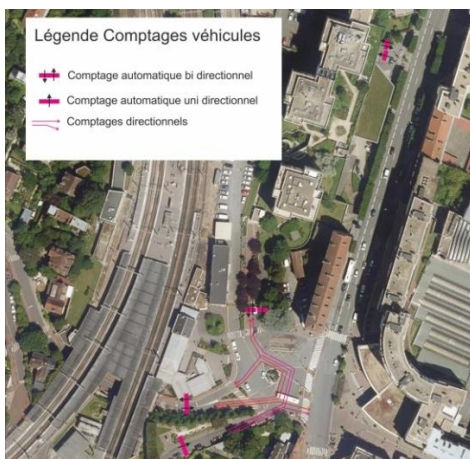 Légende Comptages véhicules
Comptage automatique bi directionnel
Comptage automatique uni directionnel
Comptages directionnels